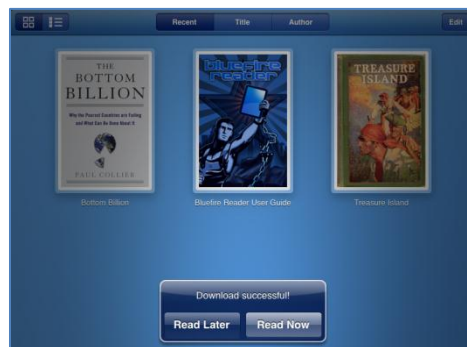 Recent Title Author Edit
THE
BOTTOM
BILLION
Why the Poorest Countries are Failing
and What Can Be Done About It
PAUL COLLIER
bluefire
reader
TREASURE
ISLAND
Bottom Billion
Bluefire Reader User Guide
Treasure Island
Download successful!
Read Later Read Now